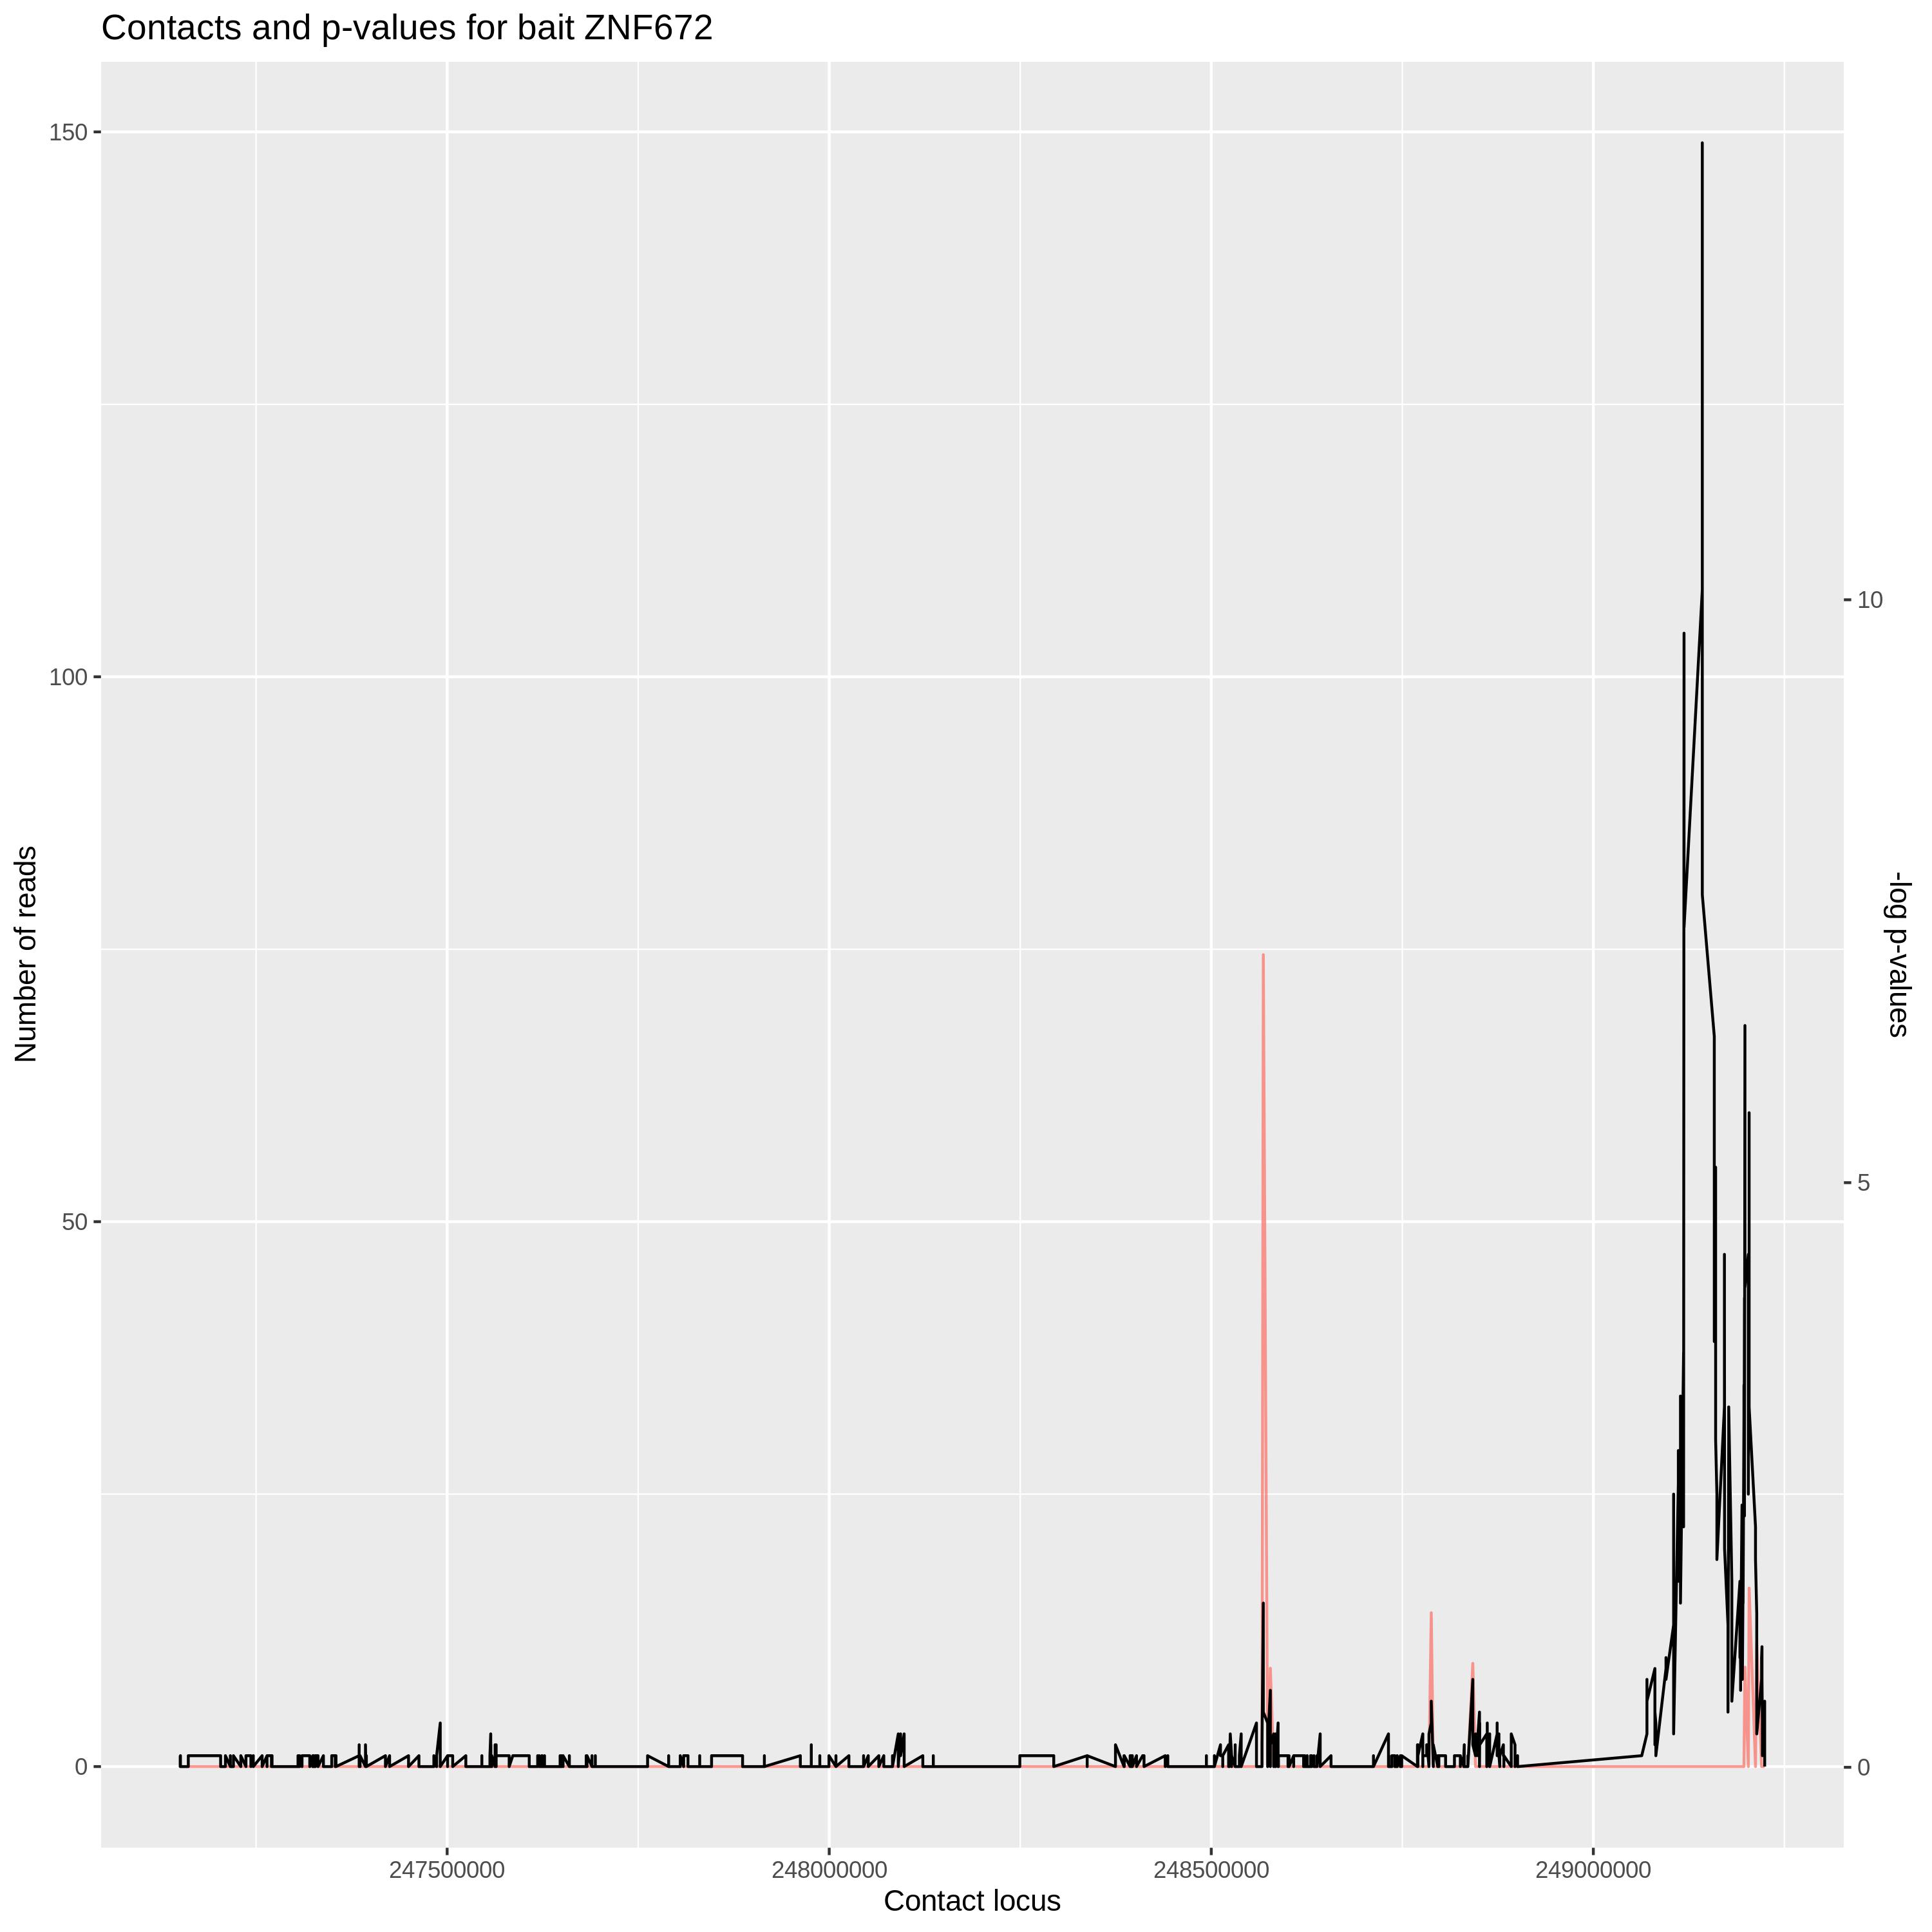 Contacts and p-values for bait ZNF672
150
100
50
0
Number of reads
10
5
0
-log p-values
247500000
248000000
248500000
249000000
Contact locus